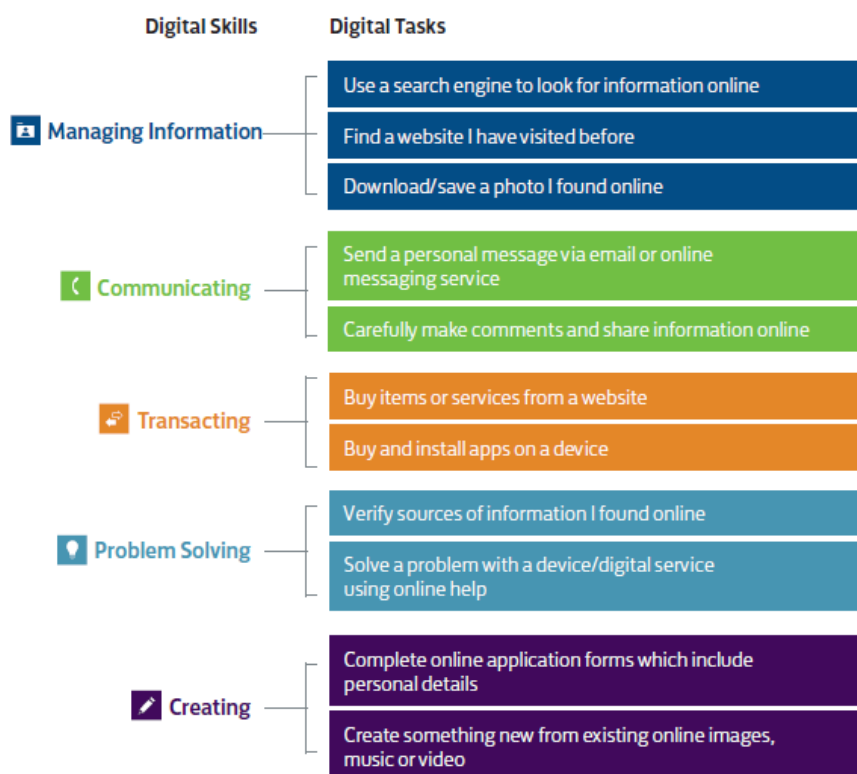 Digital Skills
Digital Tasks
Managing Information
Use a search engine to look for information online
Find a website I have visited before
Download/save a photo I found online
Communicating
Send a personal message via email or online
messaging service
Carefully make comments and share information online
Transacting
Buy items or services from a website
Buy and install apps on a device
Problem Solving
Verify sources of information I found online
Solve a problem with a device/digital service
using online help
Creating
Complete online application forms which include
personal details
Create something new from existing online images,
music or video